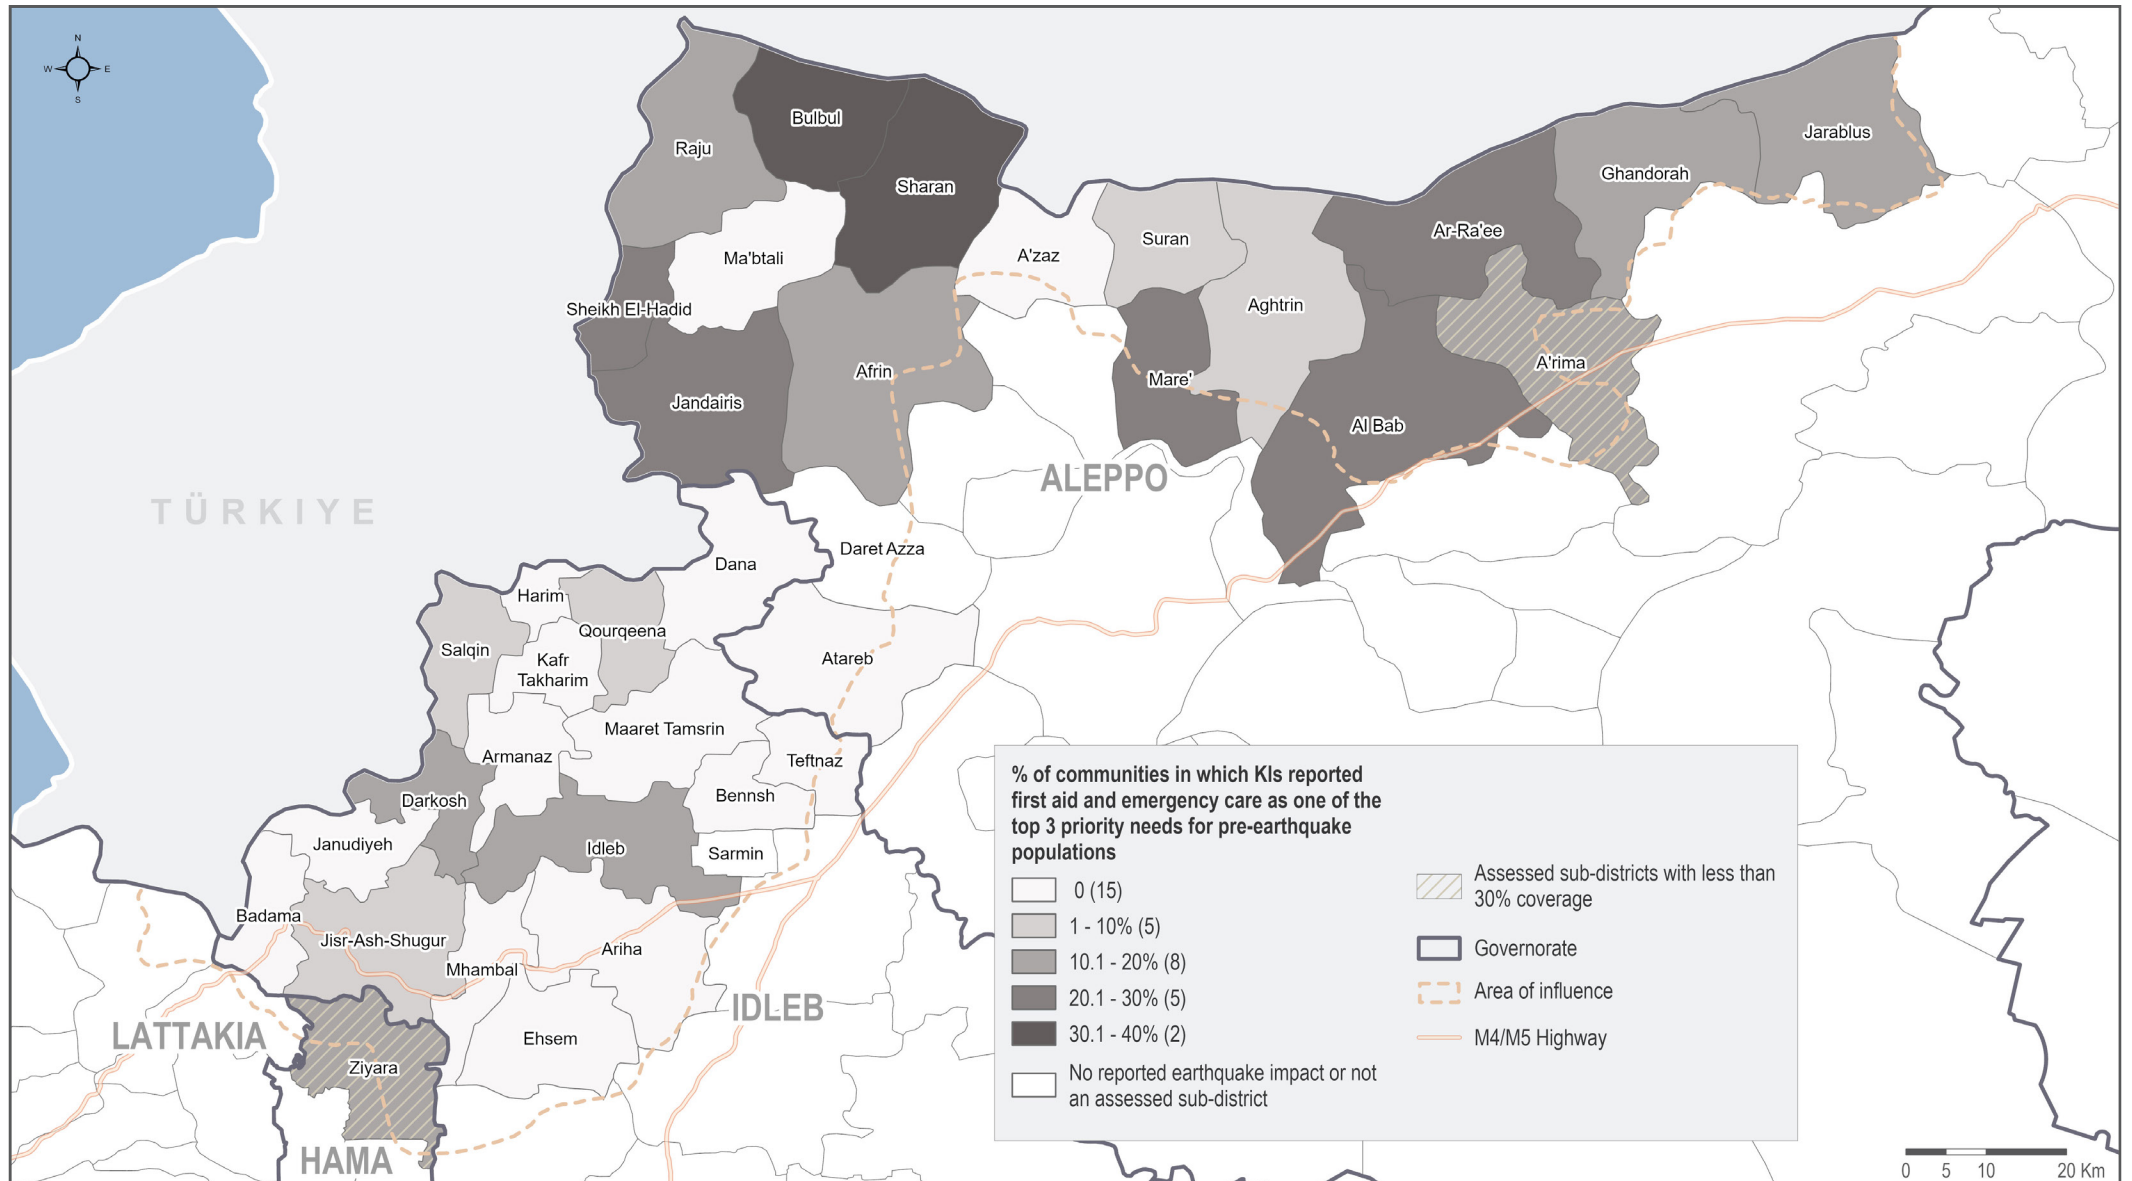 N
W
E
S
Bulbul
Raju
Sharan
Jarablus
Ghandorah
Ar-Ra'ee
Suran
A'zaz
Ma'btali
Sheikh El-Hadid
Aghtrin
A'rima
Afrin
Mare'
Jandairis
Al Bab
ALEPPO
TÜRKIYE
Daret Azza
Dana
Harim
Qourqeena
Salqin
Kafr
Takharim
Atareb
Maaret Tamsrin
Armanaz
Teftnaz
Bennsh
Darkosh
Janudiyeh
Idleb
Sarmin
Badama
Jisr-Ash-Shugur
Ariha
Mhambal
IDLEB
LATTAKIA
Ehsem
Ziyara
HAMA
% of communities in which KIs reported
first aid and emergency care as one of the
top 3 priority needs for pre-earthquake
populations
0 (15)
1 - 10% (5)
10.1 - 20% (8)
20.1 - 30% (5)
30.1 - 40% (2)
No reported earthquake impact or not
an assessed sub-district
Assessed sub-districts with less than
30% coverage
Governorate
Area of influence
M4/M5 Highway
0 5 10 20 Km